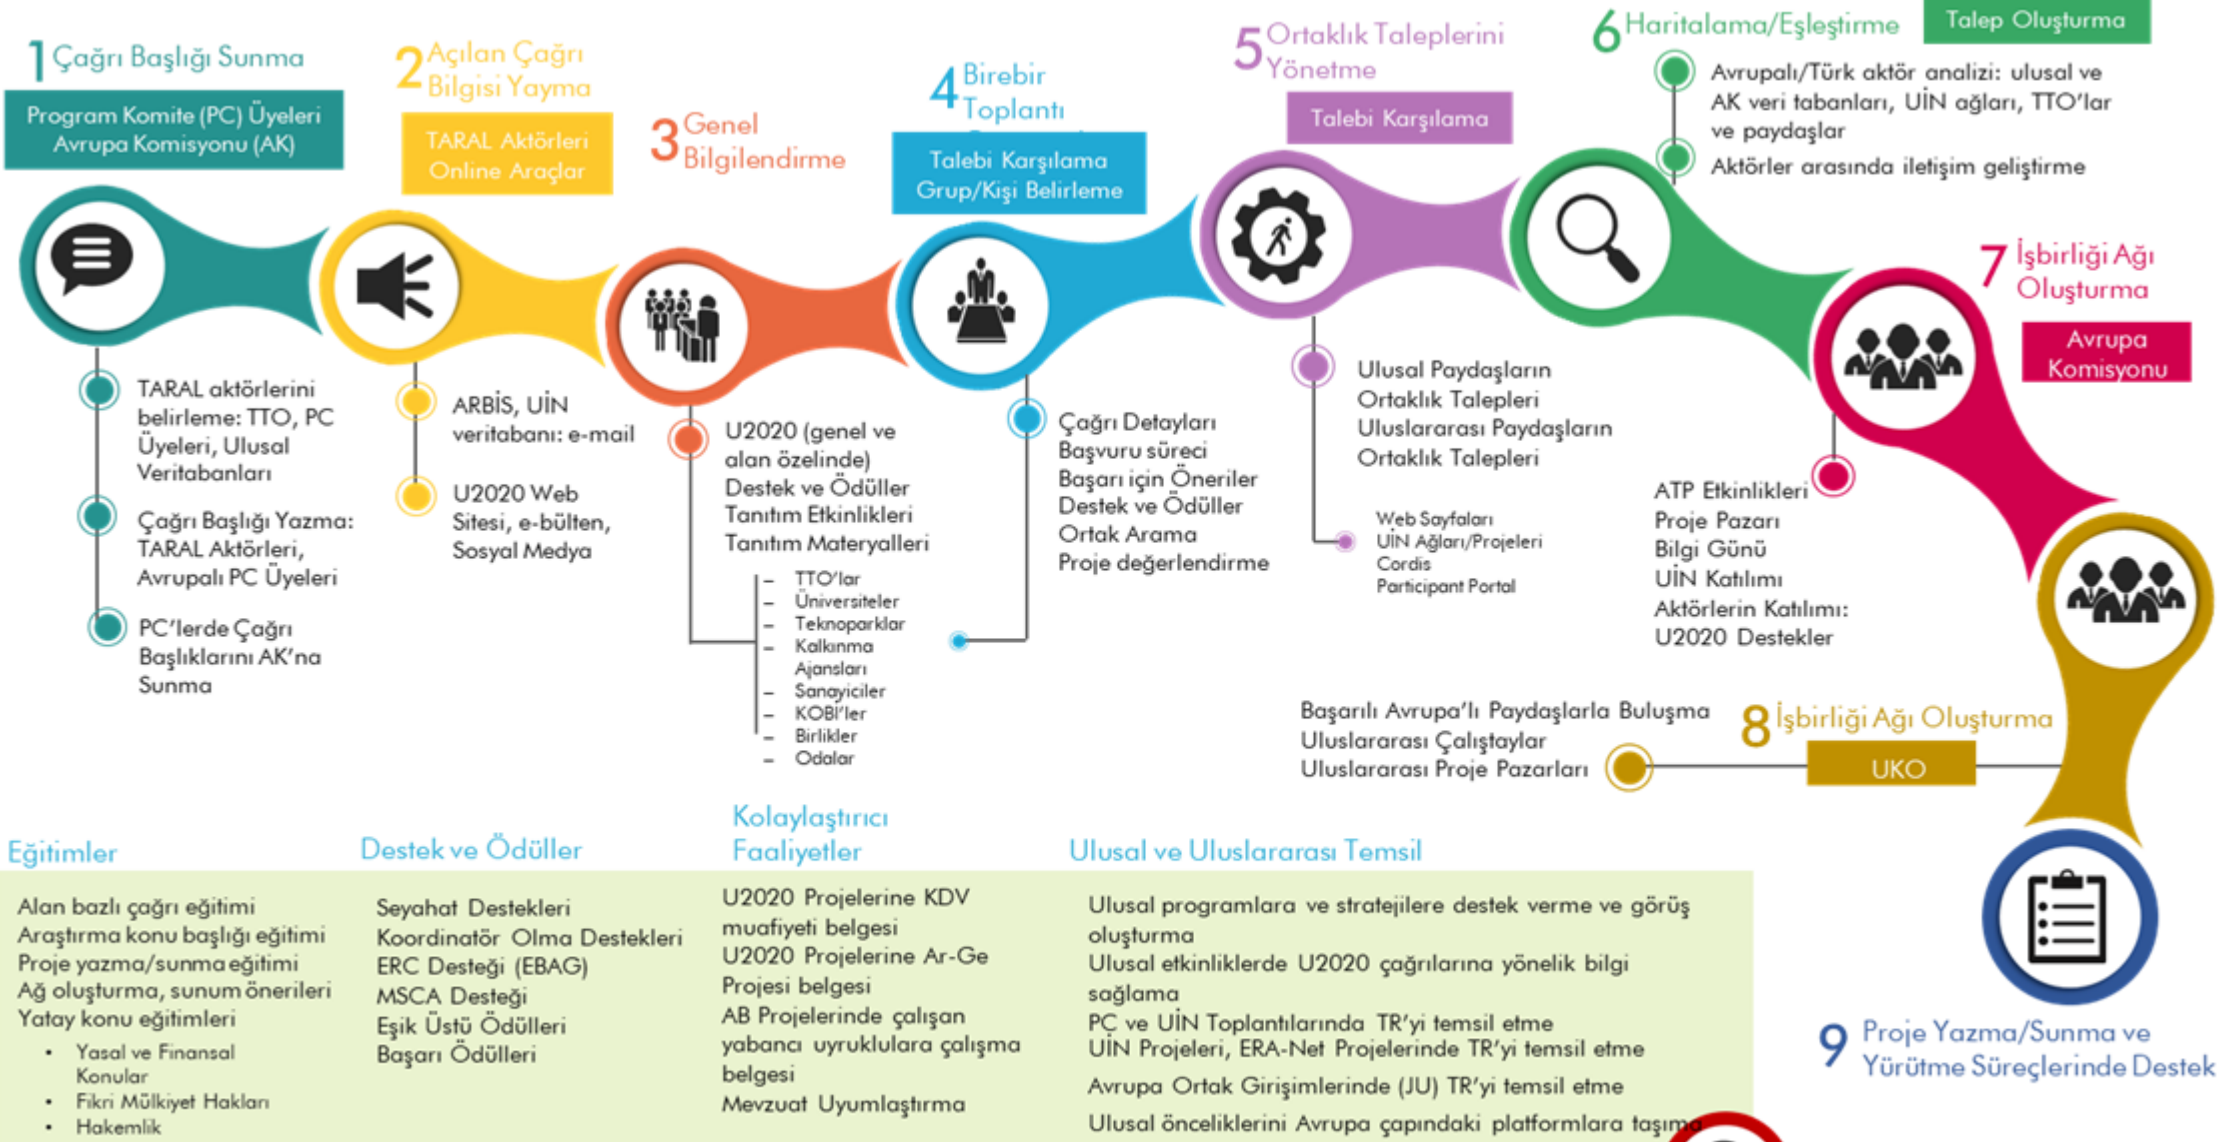 1 Çağrı Başlığı Sunma
Program Komite (PC) Üyeleri
Avrupa Komisyonu (AK)
TARAL aktörlerini
belirleme: TTO, PC
Üyeleri, Ulusal
Veritabanları
Çağrı Başlığı Yazma:
TARAL Aktörleri,
Avrupalı PC Üyeleri
PC'lerde Çağrı
Başlıklarını AK'na
Sunma
2 Açılan Çağrı
Bilgisi Yayma
TARAL Aktörleri
Online Araçlar
ARBİS, UİN
veritabanı: e-mail
U2020 Web
Sitesi, e-bülten,
Sosyal Medya
3 Genel
Bilgilendirme
U2020 (genel ve
alan özelinde)
Destek ve Ödüller
Tanıtım Etkinlikleri
Tanıtım Materyalleri
– TTO'lar
– Üniversiteler
– Teknoparklar
– Kalkınma
Ajansları
– Sanayiciler
– KOBİ'ler
– Birlikler
– Odalar
4 Birebir
Toplantı
Talebi Karşılama
Grup/Kişi Belirleme
Çağrı Detayları
Başvuru süreci
Başarı için Öneriler
Destek ve Ödüller
Ortak Arama
Proje değerlendirme
5 Ortaklık Taleplerini
Yönetme
Talebi Karşılama
Ulusal Paydaşların
Ortaklık Talepleri
Uluslararası Paydaşların
Ortaklık Talepleri
Web Sayfaları
UİN Ağları/Projeleri
Cordis
Participant Portal
6 Haritalama/Eşleştirme
Talep Oluşturma
Avrupalı/Türk aktör analizi: ulusal ve
AK veri tabanları, UİN ağları, TTO'lar
ve paydaşlar
Aktörler arasında iletişim geliştirme
7 İşbirliği Ağı
Oluşturma
Avrupa
Komisyonu
ATP Etkinlikleri
Proje Pazarı
Bilgi Günü
UİN Katılımı
Aktörlerin Katılımı:
U2020 Destekler
8 İşbirliği Ağı Oluşturma
UKO
Başarılı Avrupa'lı Paydaşlarla Buluşma
Uluslararası Çalıştaylar
Uluslararası Proje Pazarları
9 Proje Yazma/Sunma ve
Yürütme Süreçlerinde Destek
Eğitimler
Alan bazlı çağrı eğitimi
Araştırma konu başlığı eğitimi
Proje yazma/sunma eğitimi
Ağ oluşturma, sunum önerileri
Yatay konu eğitimleri
• Yasal ve Finansal
Konular
• Fikri Mülkiyet Hakları
• Hakemlik
Destek ve Ödüller
Seyahat Destekleri
Koordinatör Olma Destekleri
ERC Desteği (EBAG)
MSCA Desteği
Eşik Üstü Ödülleri
Başarı Ödülleri
Kolaylaştırıcı
Faaliyetler
U2020 Projelerine KDV
muafiyeti belgesi
U2020 Projelerine Ar-Ge
Projesi belgesi
AB Projelerinde çalışan
yabancı uyruklulara çalışma
belgesi
Mevzuat Uyumlaştırma
Ulusal ve Uluslararası Temsil
Ulusal programlara ve stratejilere destek verme ve görüş
oluşturma
Ulusal etkinliklerde U2020 çağrılarına yönelik bilgi
sağlama
PC ve UİN Toplantılarında TR'yi temsil etme
UİN Projeleri, ERA-Net Projelerinde TR'yi temsil etme
Avrupa Ortak Girişimlerinde (JU) TR'yi temsil etme
Ulusal önceliklerini Avrupa çapındaki platformlara taşıma